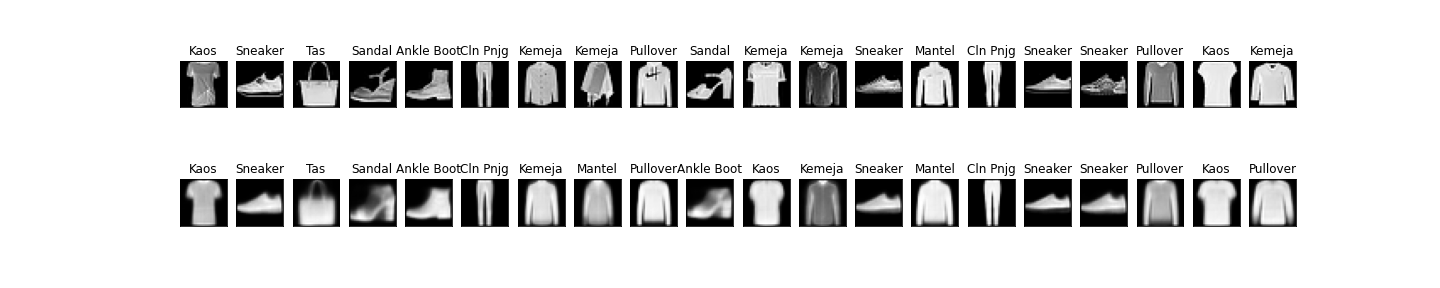 Kaos Sneaker Tas Sandal Ankle Boot Cln Pnjg Kemeja Kemeja Pullover Sandal Kemeja Kemeja Sneaker Mantel Cln Pnjg Sneaker Sneaker Pullover Kaos Kemeja
Kaos Sneaker Tas Sandal Ankle Boot Cln Pnjg Kemeja Mantel Pullover Ankle Boot Kaos Kemeja Sneaker Mantel Cln Pnjg Sneaker Sneaker Pullover Kaos Pullover